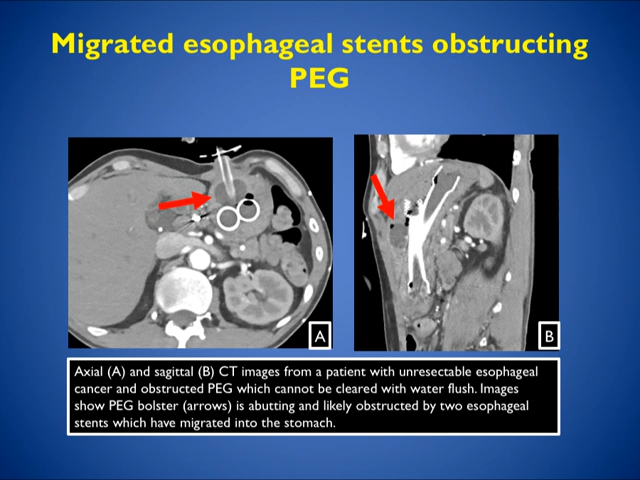 Migrated esophageal stents obstructing
PEG
A
B
Axial (A) and sagittal (B) CT images from a patient with unresectable esophageal
cancer and obstructed PEG which cannot be cleared with water flush. Images
show PEG bolster (arrows) is abutting and likely obstructed by two esophageal
stents which have migrated into the stomach.